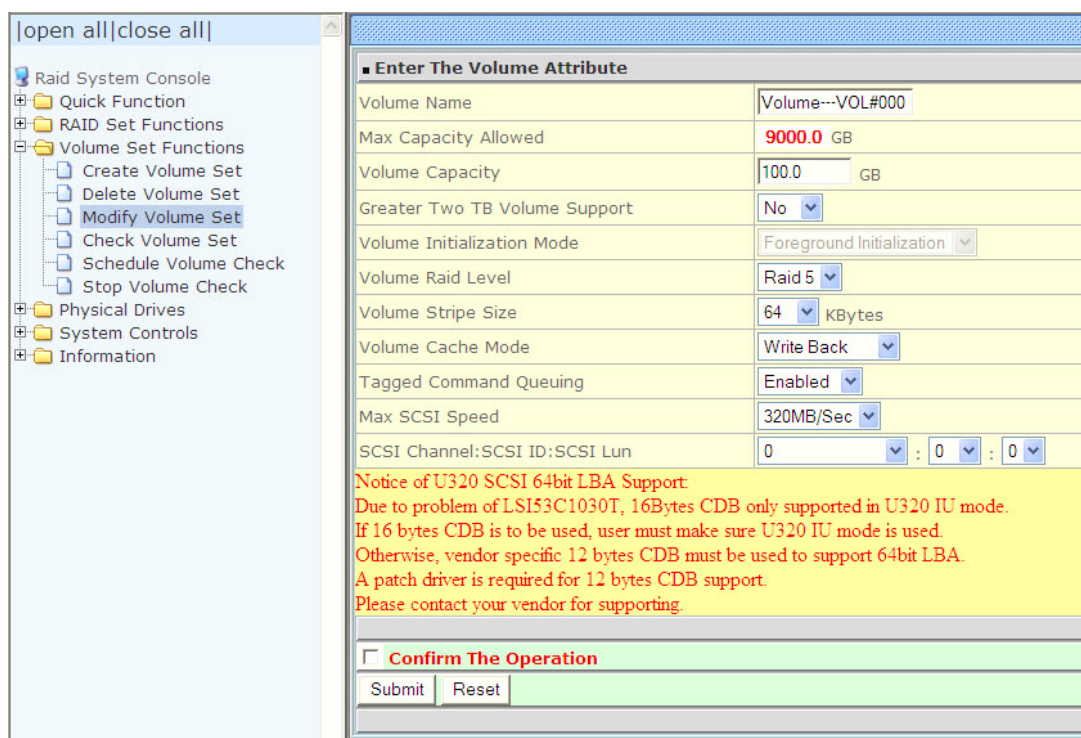 |open all|close all|
Raid System Console
Quick Function
RAID Set Functions
Volume Set Functions
Create Volume Set
Delete Volume Set
Modify Volume Set
Check Volume Set
Schedule Volume Check
Stop Volume Check
Physical Drives
System Controls
Information
Enter The Volume Attribute
Volume Name Volume---VOL#000
Max Capacity Allowed 9000.0 GB
Volume Capacity 100.0 GB
Greater Two TB Volume Support No
Volume Initialization Mode Foreground Initialization
Volume Raid Level Raid 5
Volume Stripe Size 64 KBytes
Volume Cache Mode Write Back
Tagged Command Queuing Enabled
Max SCSI Speed 320MB/Sec
SCSI Channel:SCSI ID:SCSI Lun 0 : 0 : 0
Notice of U320 SCSI 64bit LBA Support:
Due to problem of LSI53C1030T, 16Bytes CDB only supported in U320 IU mode.
If 16 bytes CDB is to be used, user must make sure U320 IU mode is used.
Otherwise, vendor specific 12 bytes CDB must be used to support 64bit LBA.
A patch driver is required for 12 bytes CDB support.
Please contact your vendor for supporting.
Confirm The Operation
Submit Reset